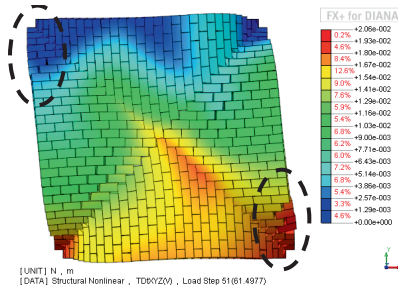 FX+ for DIANA
+2.06e-002
0.2%
+1.93e-002
4.6%
+1.80e-002
8.4%
+1.67e-002
12.6%
+1.54e-002
9.0%
+1.41e-002
7.6%
+1.29e-002
5.9%
+1.16e-002
5.4%
+1.03e-002
6.8%
+9.00e-003
6.2%
+7.71e-003
6.0%
+6.43e-003
7.2%
+5.14e-003
6.8%
+3.86e-003
5.4%
+2.57e-003
3.3%
+1.29e-003
4.6%
+0.00e+000
[UNIT] N , m
[DATA] Structural Nonlinear , TDtXYZ(V) , Load Step 51(61.4977)